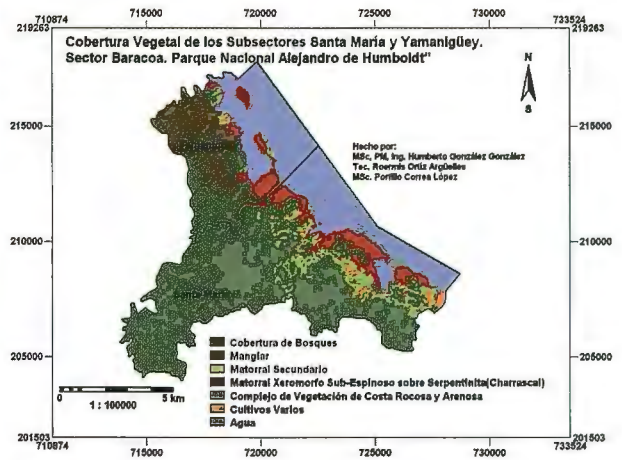 715000 720000 725000 730000
710874 733524
219263 219263
Cobertura Vegetal de los Subsectores Santa María y Yamanigüey.
Sector Baracoa. Parque Nacional Alejandro de Humboldt"
N
S
215000 215000
Hecho por:
MSc, PM, Ing. Humberto González González
Tec. Roermis Ortiz Argüelles
MSc. Porfilio Correa López
210000 210000
Santa María
Cobertura de Bosques
Manglar
Matorral Secundario
205000 205000
Matorral Xeromorfo Sub-Espinoso sobre Serpentinita(Charrascal)
0 5 km
Complejo de Vegetación de Costa Rocosa y Arenosa
1 : 100000
Cultivos Varios
Agua
201503 201503
710874 733524
715000 720000 725000 730000